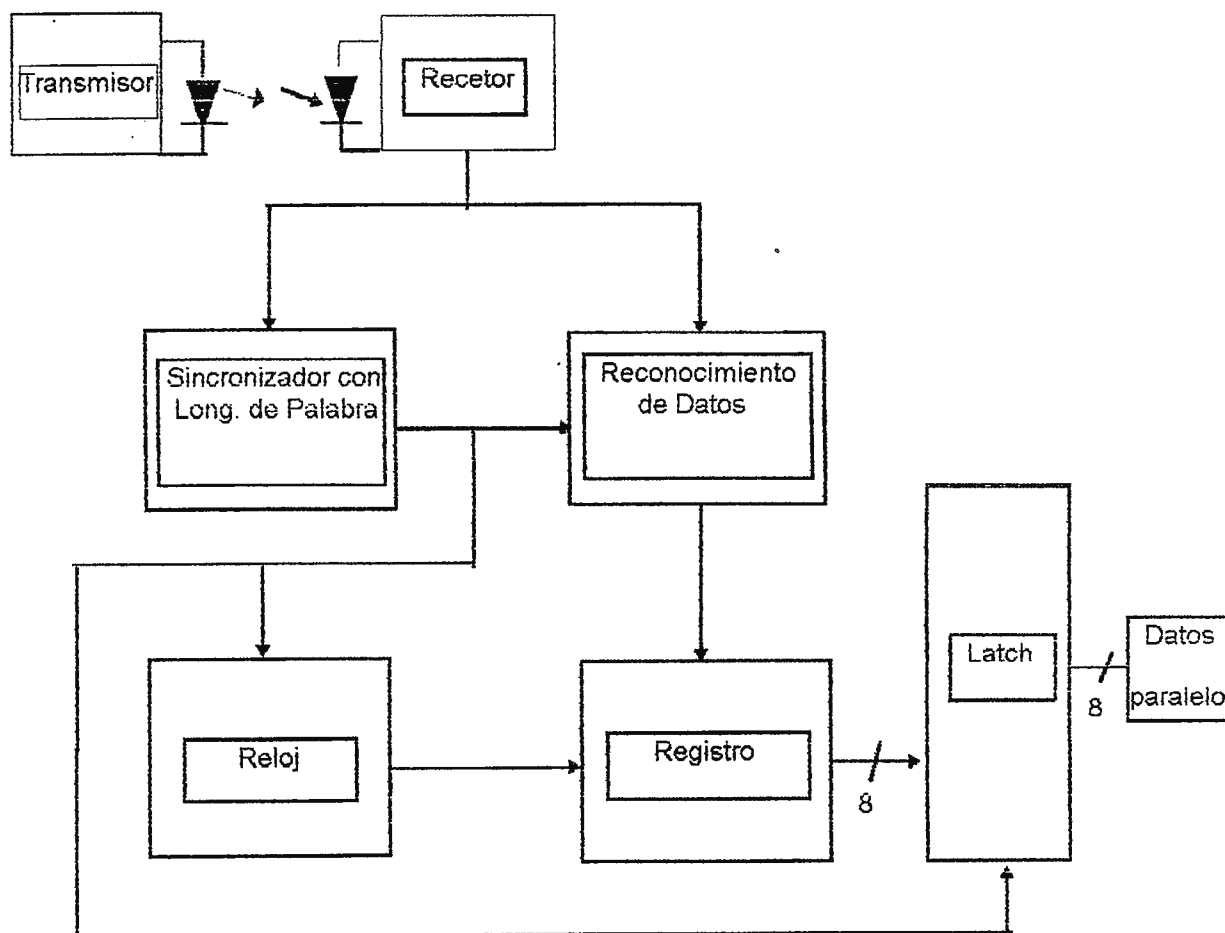 Transmisor
Recetor
Sincronizador con
Long. de Palabra
Reconocimiento
de Datos
Latch
Datos
paralelo
8
Reloj
Registro
8